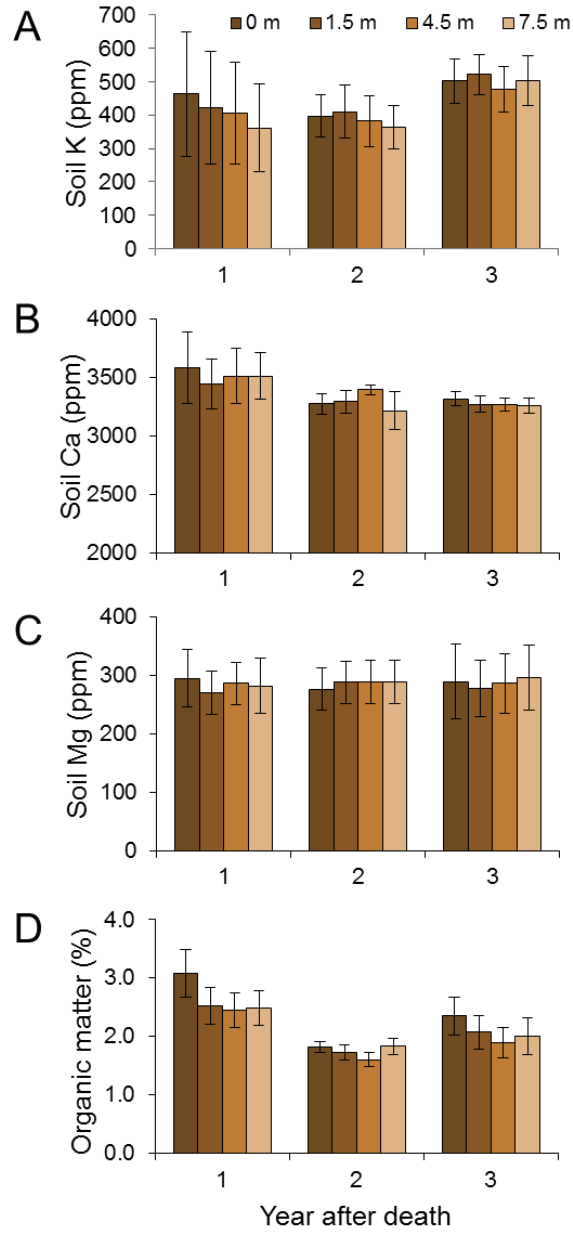 A
Soil K (ppm)
700
600
500
400
300
200
100
0
0 m 1.5 m 4.5 m 7.5 m
1 2 3
B
Soil Ca (ppm)
4000
3500
3000
2500
2000
1 2 3
C
Soil Mg (ppm)
400
300
200
100
0
1 2 3
D
Organic matter (%)
4.0
3.0
2.0
1.0
0.0
1 2 3
Year after death